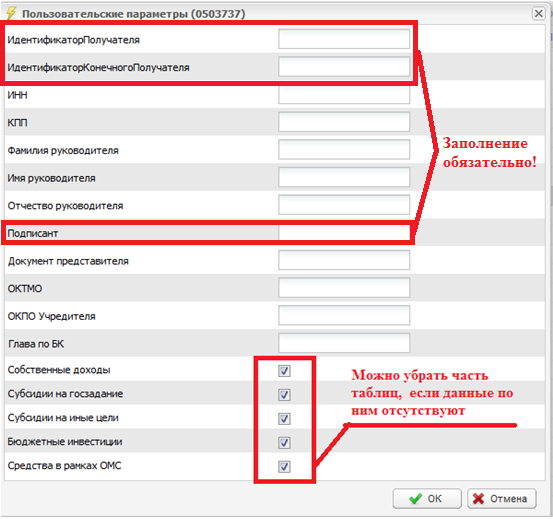 Пользовательские параметры (0503737)
ИдентификаторПолучателя
ИдентификаторКонечногоПолучателя
ИНН
КПП
Фамилия руководителя
Заполнение
обязательно!
Имя руководителя
Отчество руководителя
Подписант
Документ представителя
ОКТМО
ОКПО Учредителя
Глава по БК
Собственные доходы
Субсидии на госзадание
Субсидии на иные цели
Бюджетные инвестиции
Средства в рамках ОМС
Можно убрать часть
таблиц, если данные по
ним отсутствуют
ОК
Отмена